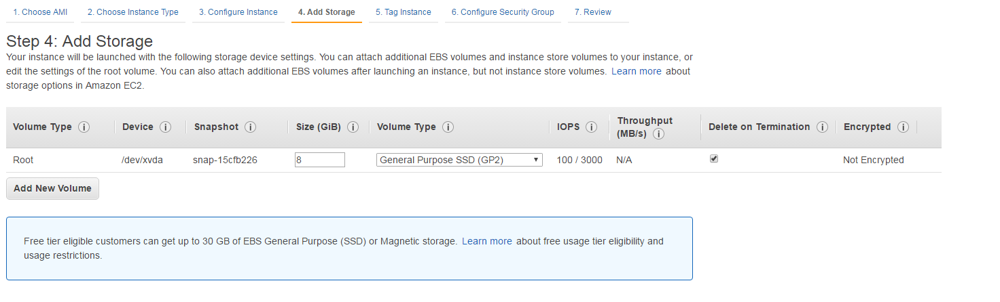 1. Choose AMI 2. Choose Instance Type 3. Configure Instance 4. Add Storage 5. Tag Instance 6. Configure Security Group 7. Review
Step 4: Add Storage
Your instance will be launched with the following storage device settings. You can attach additional EBS volumes and instance store volumes to your instance, or
edit the settings of the root volume. You can also attach additional EBS volumes after launching an instance, but not instance store volumes. Learn more about
storage options in Amazon EC2.
Volume Type i Device i Snapshot i Size (GiB) i Volume Type i IOPS i Throughput (MB/s) i Delete on Termination i Encrypted i
Root /dev/xvda snap-15cfb226 8 General Purpose SSD (GP2) 100 / 3000 N/A Not Encrypted
Add New Volume
Free tier eligible customers can get up to 30 GB of EBS General Purpose (SSD) or Magnetic storage. Learn more about free usage tier eligibility and
usage restrictions.